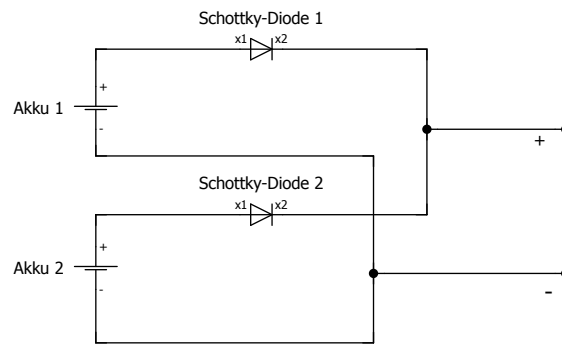 Schottky-Diode 1
x1 x2
+
Akku 1
-
+
Schottky-Diode 2
x1 x2
+
Akku 2
-
-